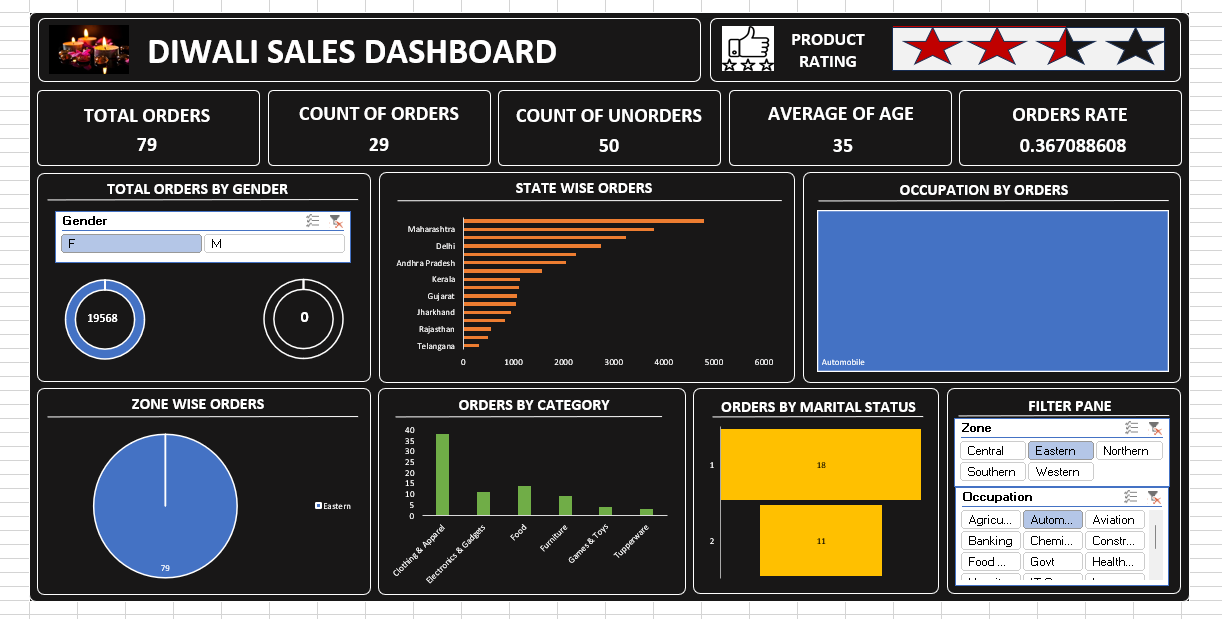 DIWALI SALES DASHBOARD
PRODUCT
RATING
TOTAL ORDERS
79
COUNT OF ORDERS
29
COUNT OF UNORDERS
50
AVERAGE OF AGE
35
ORDERS RATE
0.367088608
TOTAL ORDERS BY GENDER
Gender
F
M
19568
0
STATE WISE ORDERS
Maharashtra
Delhi
Andhra Pradesh
Kerala
Gujarat
Jharkhand
Rajasthan
Telangana
0 1000 2000 3000 4000 5000 6000
OCCUPATION BY ORDERS
Automobile
ZONE WISE ORDERS
Eastern
79
ORDERS BY CATEGORY
40
35
30
25
20
15
10
5
0
Clothing & Apparel
Electronics & Gadgets
Food
Furniture
Games & Toys
Tupperware
ORDERS BY MARITAL STATUS
1
18
2
11
FILTER PANE
Zone
Central Eastern Northern
Southern Western
Occupation
Agricu... Autom... Aviation
Banking Chemi... Constr...
Food ... Govt Health...